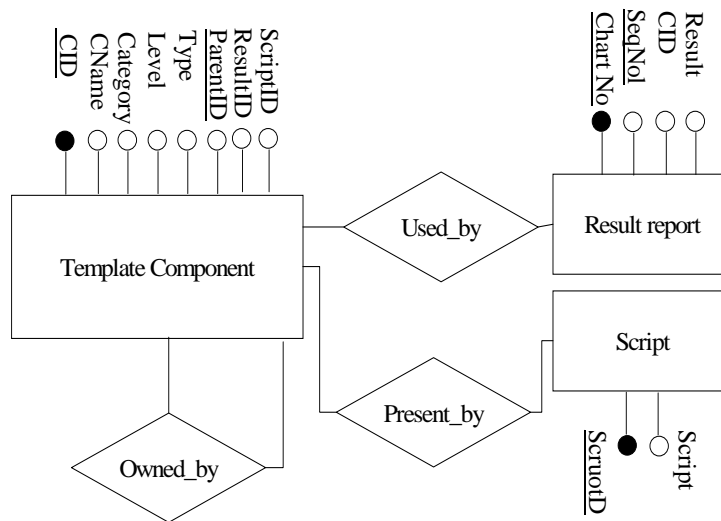 CID
CName
Category
Level
Type
ParentID
ResultID
ScriptID
Chart No
SeqNol
CID
Result
Template Component
Used_by
Result report
Script
Present_by
Owned_by
ScruotD
Script